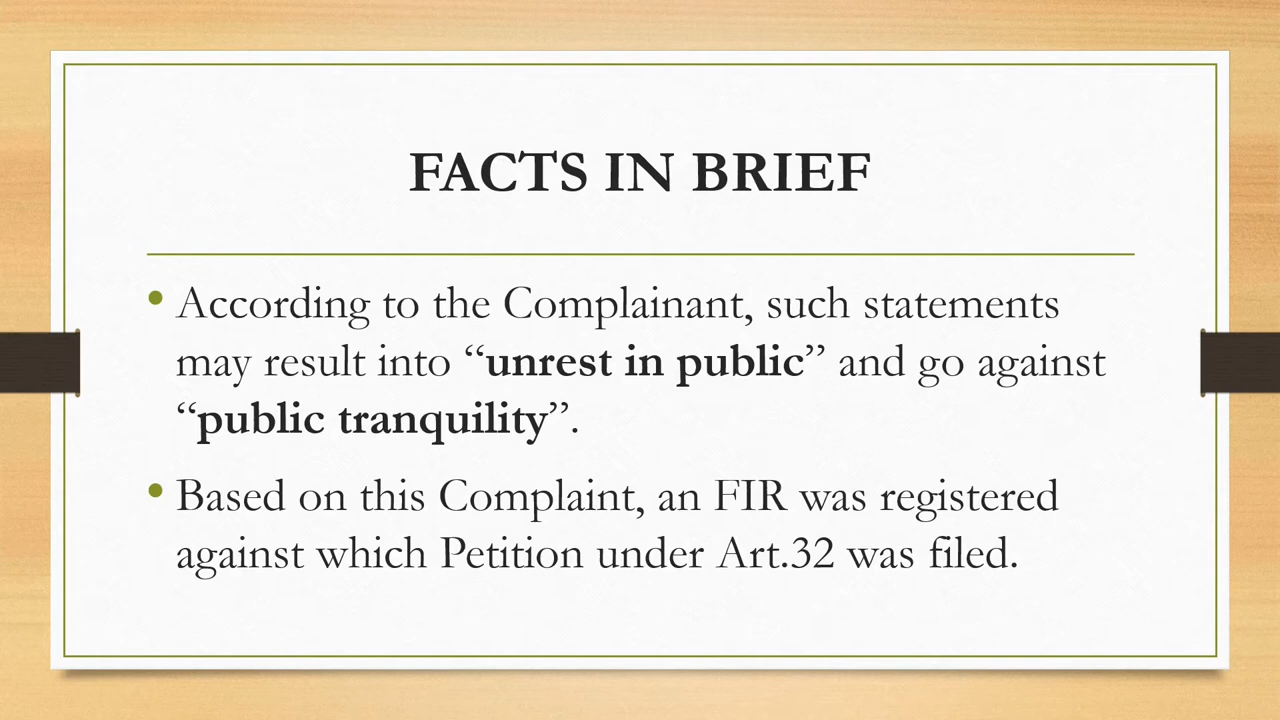 FACTS IN BRIEF
• According to the Complainant, such statements
may result into “unrest in public” and go against
“public tranquility”.
• Based on this Complaint, an FIR was registered
against which Petition under Art.32 was filed.